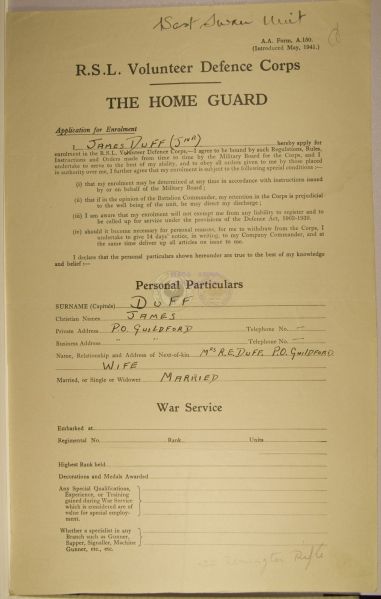 West Swan Unit
A.A. Form, A.150.
(Introduced May, 1941.)
R.S.L. Volunteer Defence Corps
THE HOME GUARD
Application for Enrolment
I, JAMES DUFF (JNR) hereby apply for
enrolment in the R.S.L. Volunteer Defence Corps,—I agree to be bound by such Regulations, Rules,
Instructions and Orders made from time to time by the Military Board for the Corps, and I
undertake to serve to the best of my ability, and to obey all orders given to me by those placed
in authority over me, I further agree that my enrolment is subject to the following special conditions :—
(i) that my enrolment may be determined at any time in accordance with instructions issued
by or on behalf of the Military Board ;
(ii) that if in the opinion of the Battalion Commander, my retention in the Corps is prejudicial
to the well being of the unit, he may direct my discharge ;
(iii) I am aware that my enrolment will not exempt me from any liability to register and to
be called up for service under the provisions of the Defence Act, 1903-1939.
(iv) should it become necessary for personal reasons, for me to withdraw from the Corps, I
undertake to give 14 days' notice, in writing, to my Company Commander, and at
the same time deliver up all articles on issue to me.
I declare that the personal particulars shown hereunder are true to the best of my knowledge
and belief :—
Personal Particulars
SURNAME (Capitals) DUFF
Christian Names JAMES
Private Address P.O. GUILDFORD Telephone No. —
Business Address " " Telephone No. —
Name, Relationship and Address of Next-of-kin MRS R.E. DUFF. P.O. GUILDFORD.
WIFE
Married, or Single or Widower MARRIED
War Service
Embarked at
Regimental No. Rank Units
Highest Rank held
Decorations and Medals Awarded
Any Special Qualifications,
Experience, or Training
gained during War Service
which is considered are of
value for special employ-
ment.
Whether a specialist in any
Branch such as Gunner,
Sapper, Signaller, Machine
Gunner, etc., etc.
Remington Rifle